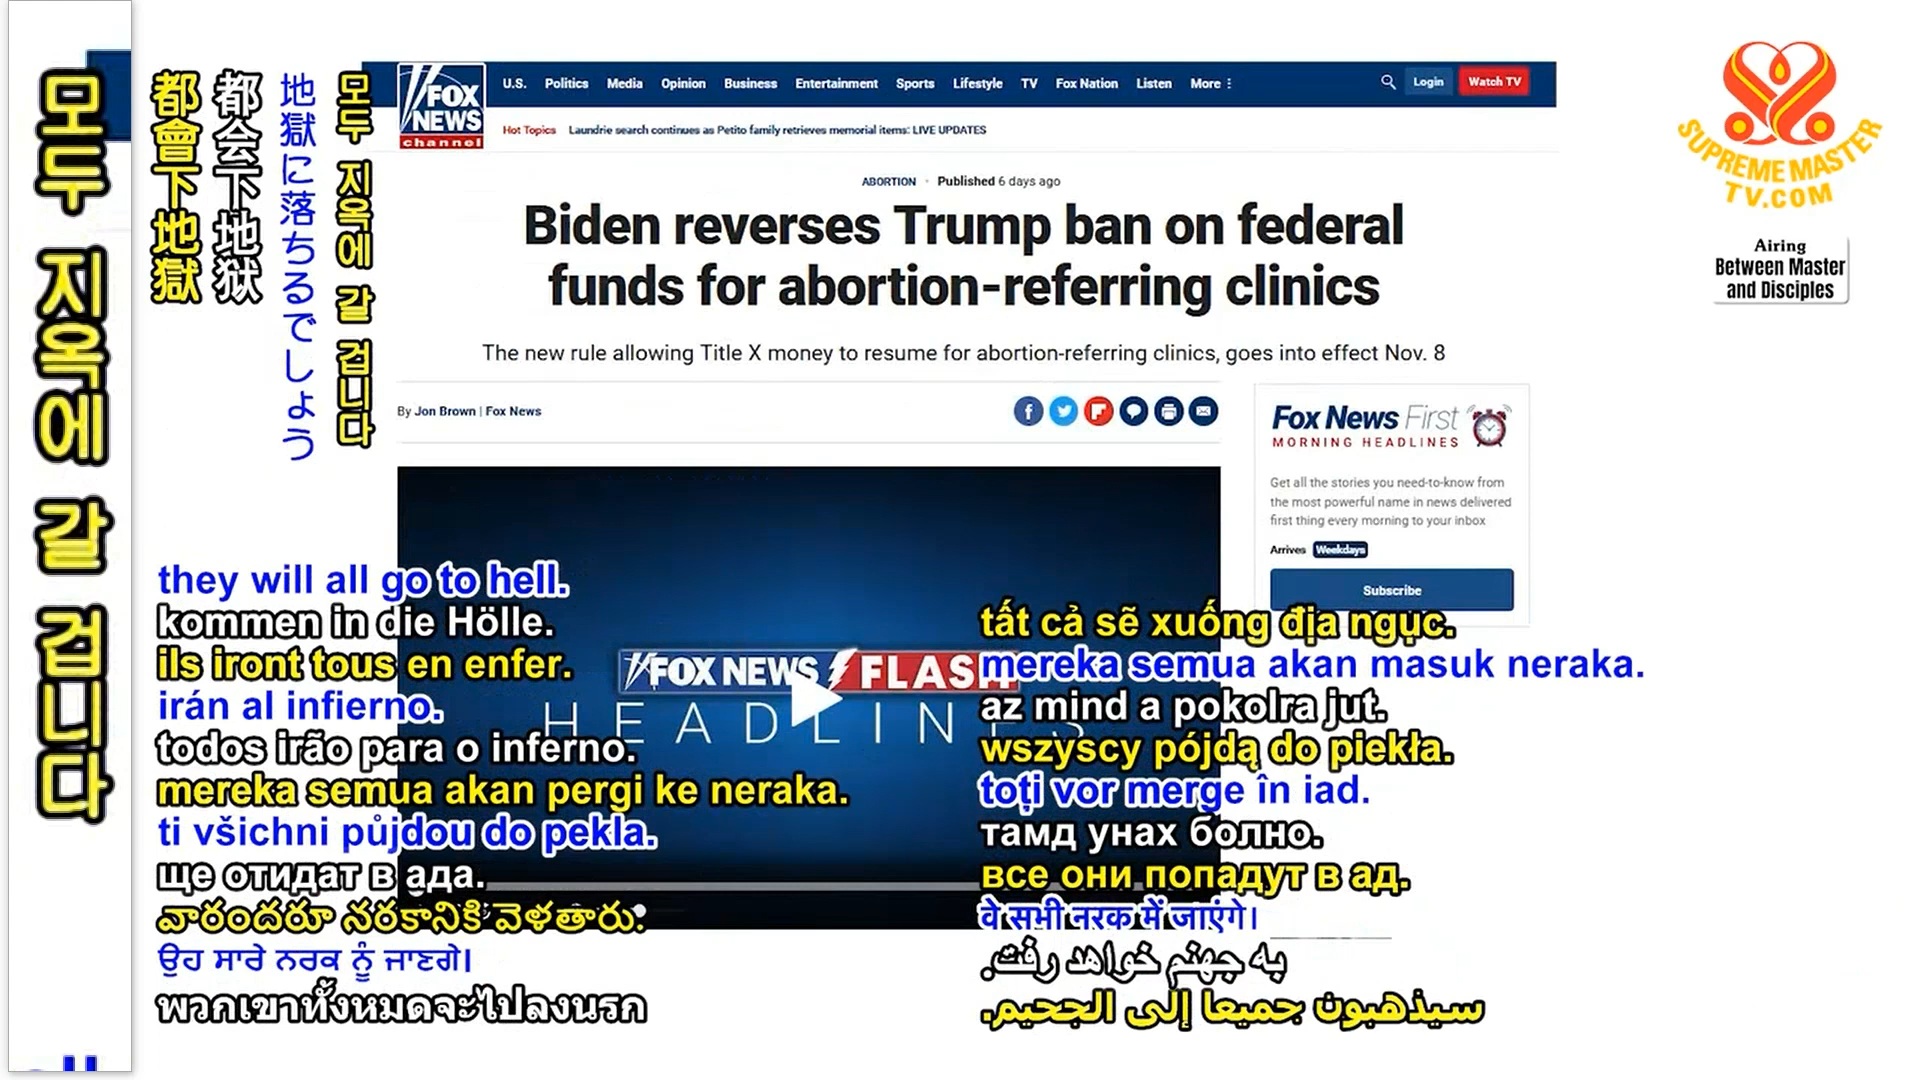 모두 지옥에 갈 겁니다
都會下地獄
都会下地狱
地獄に落ちるでしょう
모두 지옥에 갈 겁니다
FOX
NEWS
channel
U.S. Politics Media Opinion Business Entertainment Sports Lifestyle TV Fox Nation Listen More
Login
Watch TV
Hot Topics Laundrie search continues as Petito family retrieves memorial items: LIVE UPDATES
ABORTION · Published 6 days ago
Biden reverses Trump ban on federal
funds for abortion-referring clinics
The new rule allowing Title X money to resume for abortion-referring clinics, goes into effect Nov. 8
By Jon Brown | Fox News
Fox News First
MORNING HEADLINES
Get all the stories you need-to-know from
the most powerful name in news delivered
first thing every morning to your inbox
Arrives Weekdays
Subscribe
SUPREME MASTER
TV.COM
Airing
Between Master
and Disciples
FOX NEWS FLASH
HEADLINES
they will all go to hell.
kommen in die Hölle.
ils iront tous en enfer.
irán al infierno.
todos irão para o inferno.
mereka semua akan pergi ke neraka.
ti všichni půjdou do pekla.
ще отидат в ада.
వారందరూ నరకానికి వెళతారు.
ਉਹ ਸਾਰੇ ਨਰਕ ਨੂੰ ਜਾਣਗੇ।
พวกเขาทั้งหมดจะไปลงนรก
tất cả sẽ xuống địa ngục.
mereka semua akan masuk neraka.
az mind a pokolra jut.
wszyscy pójdą do piekła.
toți vor merge în iad.
тамд унах болно.
все они попадут в ад.
वे सभी नरक में जाएंगे।
به جهنم خواهد رفت.
سيذهبون جميعا إلى الجحيم.